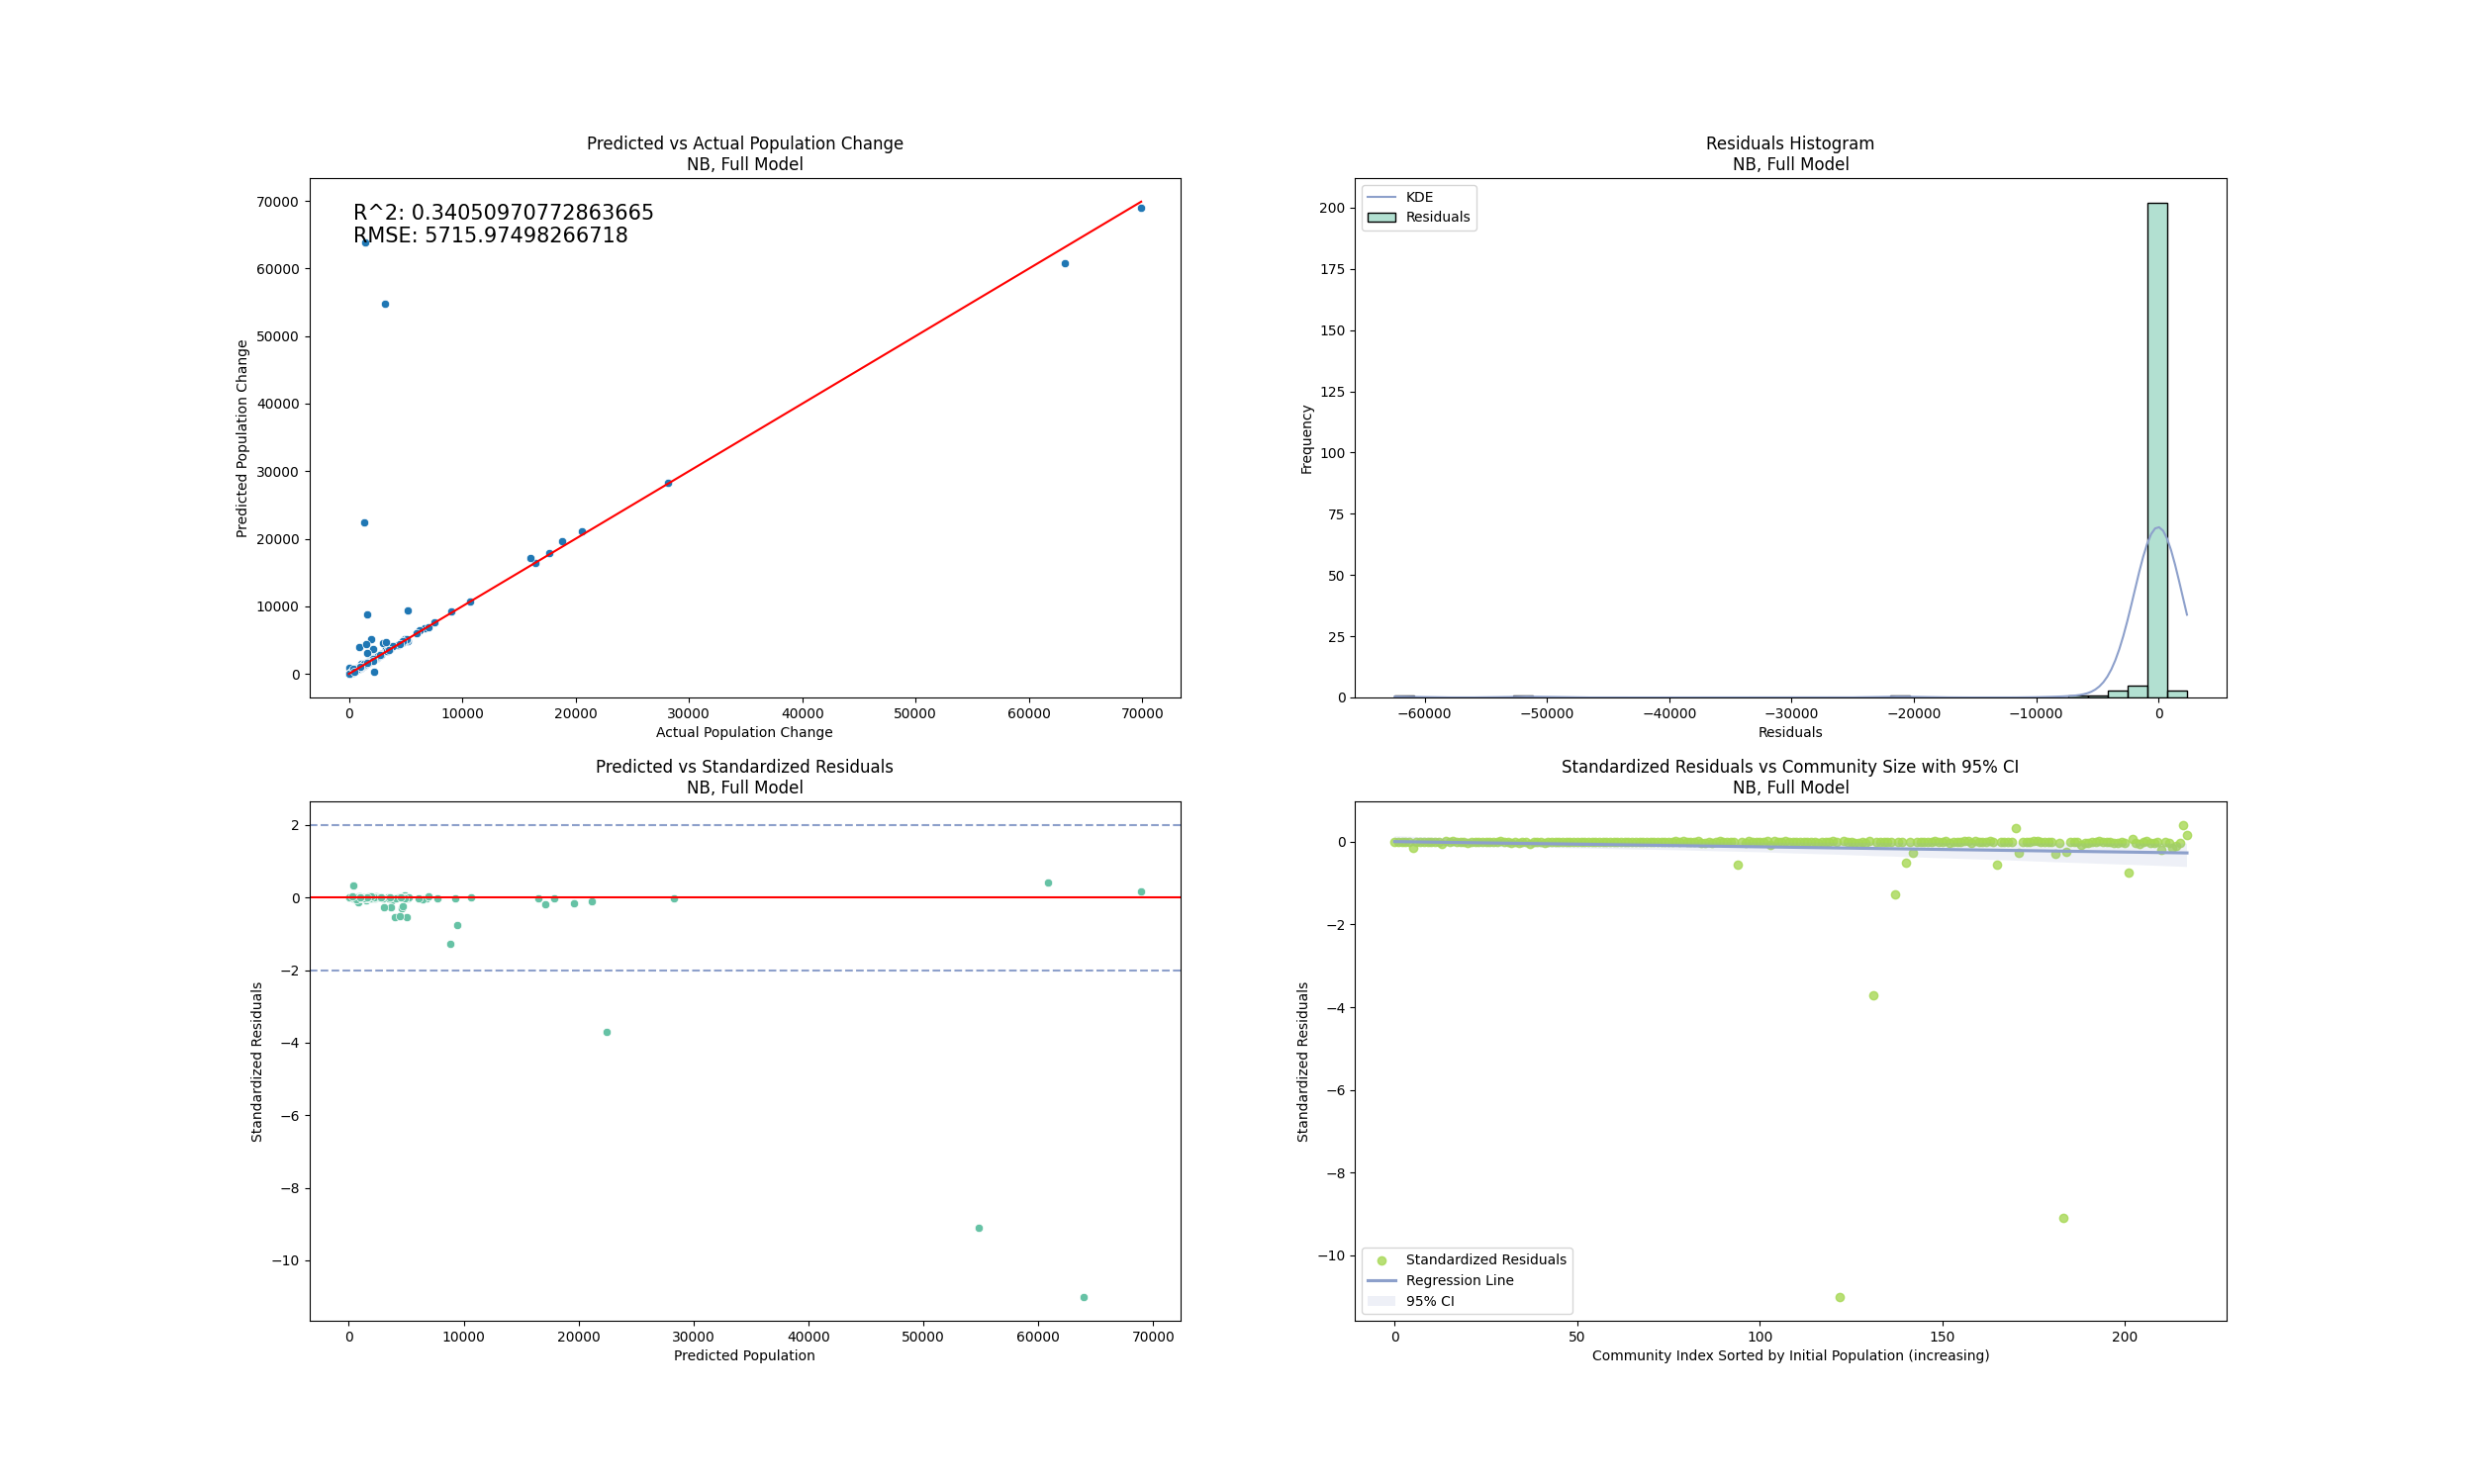 Predicted vs Actual Population Change
NB, Full Model
R^2: 0.34050970772863665
RMSE: 5715.97498266718
Predicted Population Change
70000
60000
50000
40000
30000
20000
10000
0
0 10000 20000 30000 40000 50000 60000 70000
Actual Population Change
Residuals Histogram
NB, Full Model
KDE
Residuals
Frequency
200
175
150
125
100
75
50
25
0
−60000 −50000 −40000 −30000 −20000 −10000 0
Residuals
Predicted vs Standardized Residuals
NB, Full Model
Standardized Residuals
2
0
−2
−4
−6
−8
−10
0 10000 20000 30000 40000 50000 60000 70000
Predicted Population
Standardized Residuals vs Community Size with 95% CI
NB, Full Model
Standardized Residuals
0
−2
−4
−6
−8
−10
Standardized Residuals
Regression Line
95% CI
0 50 100 150 200
Community Index Sorted by Initial Population (increasing)